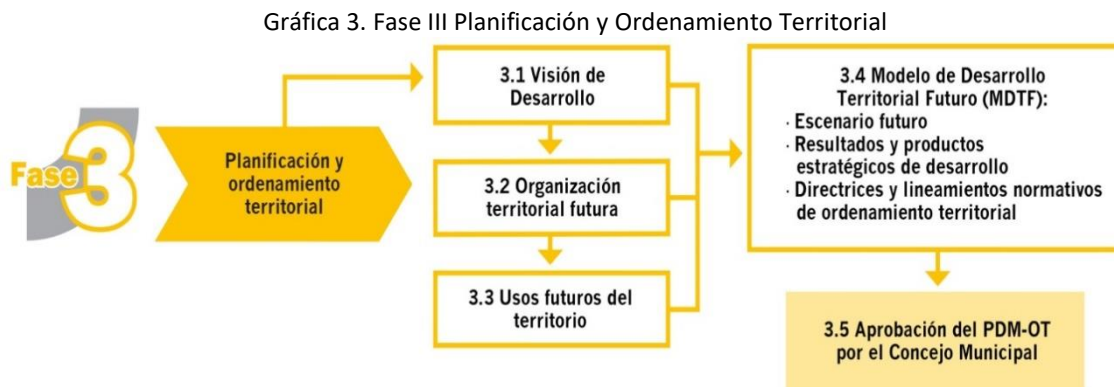 Gráfica 3. Fase III Planificación y Ordenamiento Territorial
Fase 3
Planificación y
ordenamiento
territorial
3.1 Visión de
Desarrollo
3.2 Organización
territorial futura
3.3 Usos futuros del
territorio
3.4 Modelo de Desarrollo
Territorial Futuro (MDTF):
· Escenario futuro
· Resultados y productos
estratégicos de desarrollo
· Directrices y lineamientos normativos
de ordenamiento territorial
3.5 Aprobación del PDM-OT
por el Concejo Municipal